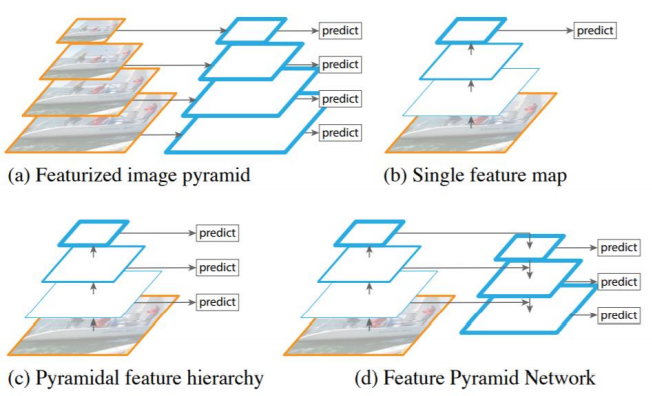 predict
predict
predict
predict
predict
(a) Featurized image pyramid
(b) Single feature map
predict
predict
predict
predict
predict
predict
(c) Pyramidal feature hierarchy
(d) Feature Pyramid Network